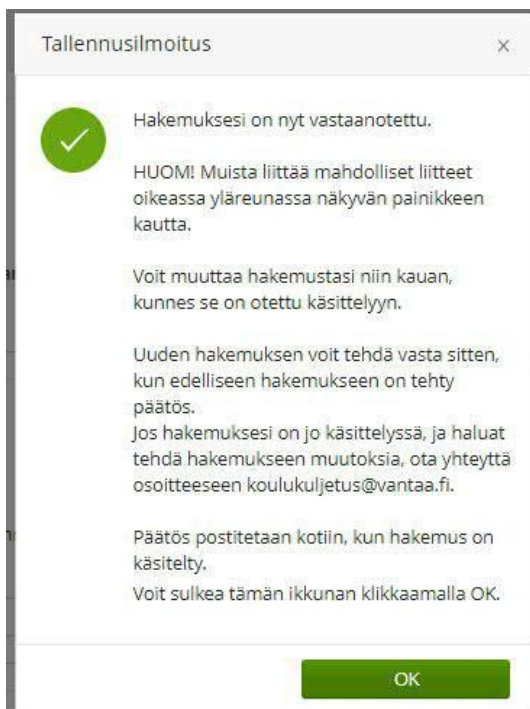 Tallennusilmoitus
Hakemuksesi on nyt vastaanotettu.
HUOM! Muista liittää mahdolliset liitteet
oikeassa yläreunassa näkyvän painikkeen
kautta.
Voit muuttaa hakemustasi niin kauan,
kunnes se on otettu käsittelyyn.
Uuden hakemuksen voit tehdä vasta sitten,
kun edelliseen hakemukseen on tehty
päätös.
Jos hakemuksesi on jo käsittelyssä, ja haluat
tehdä hakemukseen muutoksia, ota yhteyttä
osoitteeseen koulukuljetus@vantaa.fi.
Päätös postitetaan kotiin, kun hakemus on
käsitelty.
Voit sulkea tämän ikkunan klikkaamalla OK.
OK